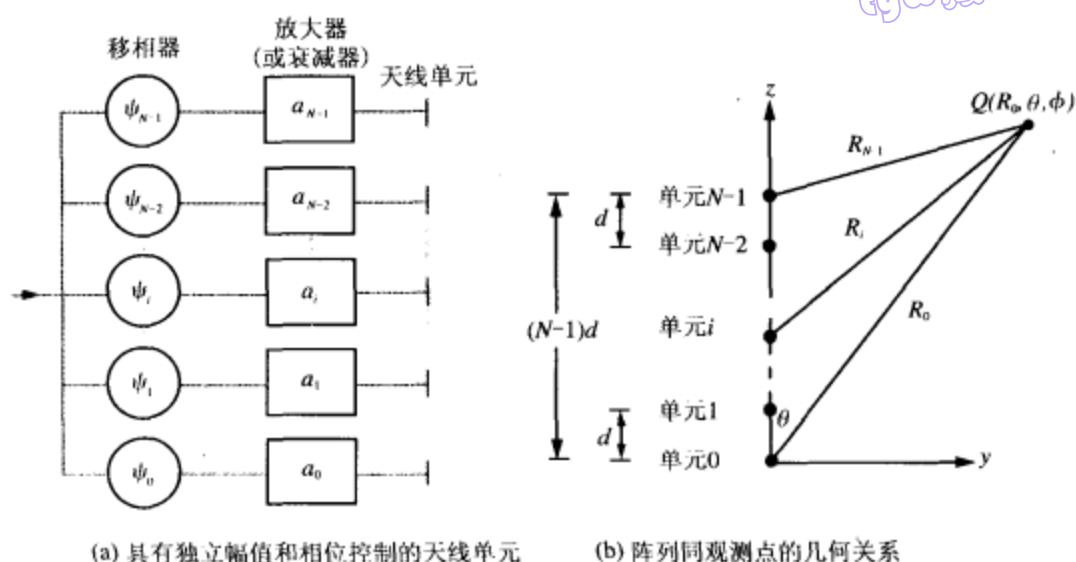 移相器
放大器
(或衰减器)
天线单元
ψN-1
aN-1
ψN-2
aN-2
ψi
ai
ψ1
a1
ψ0
a0
(a) 具有独立幅值和相位控制的天线单元
z
Q(R0, θ, ϕ)
RN-1
单元N-1
d
单元N-2
Ri
(N-1)d
单元i
R0
单元1
θ
d
单元0
y
(b) 阵列同观测点的几何关系